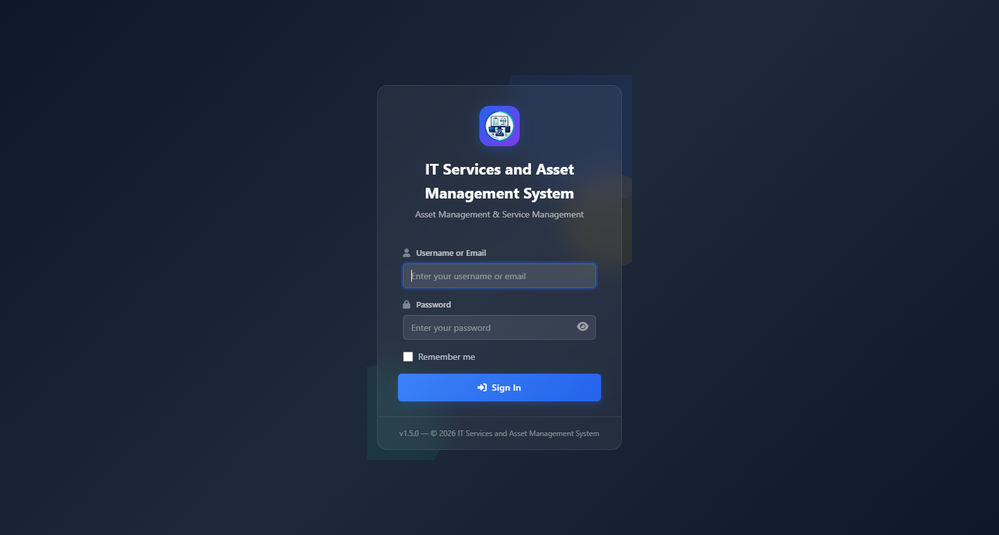 IT Services and Asset
Management System
Asset Management & Service Management
Username or Email
Enter your username or email
Password
Enter your password
Remember me
Sign In
v1.5.0 — © 2026 IT Services and Asset Management System